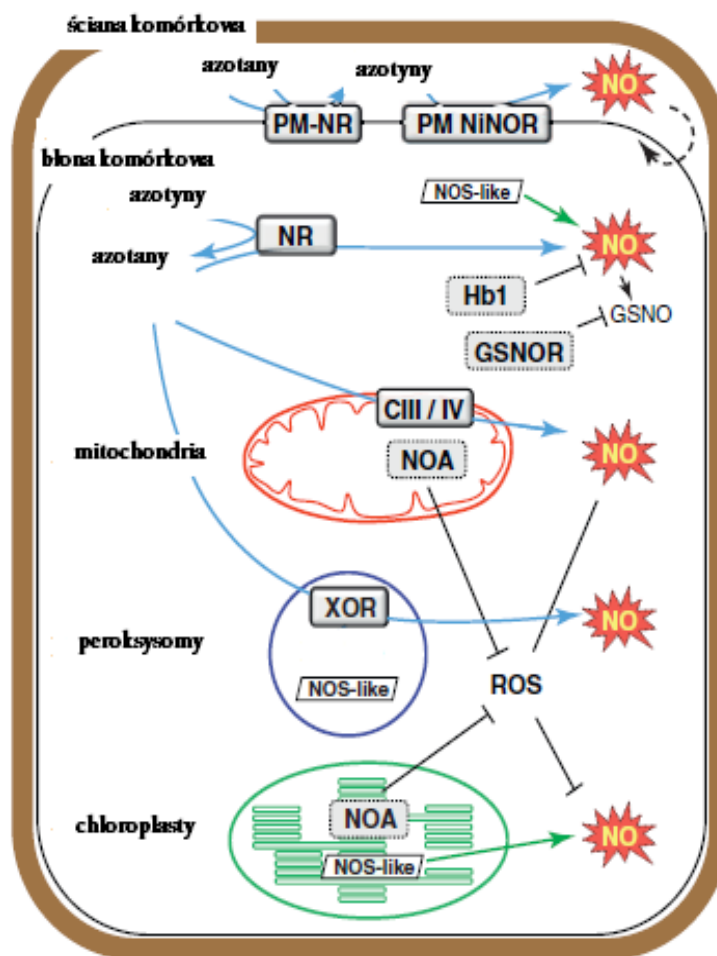 ściana komórkowa
azotany
azotyny
NO
PM-NR
PM NiNOR
błona komórkowa
azotyny
NOS-like
NR
NO
azotany
Hb1
GSNO
GSNOR
CIII / IV
mitochondria
NOA
NO
XOR
NO
peroksysomy
NOS-like
ROS
NOA
NO
chloroplasty
NOS-like